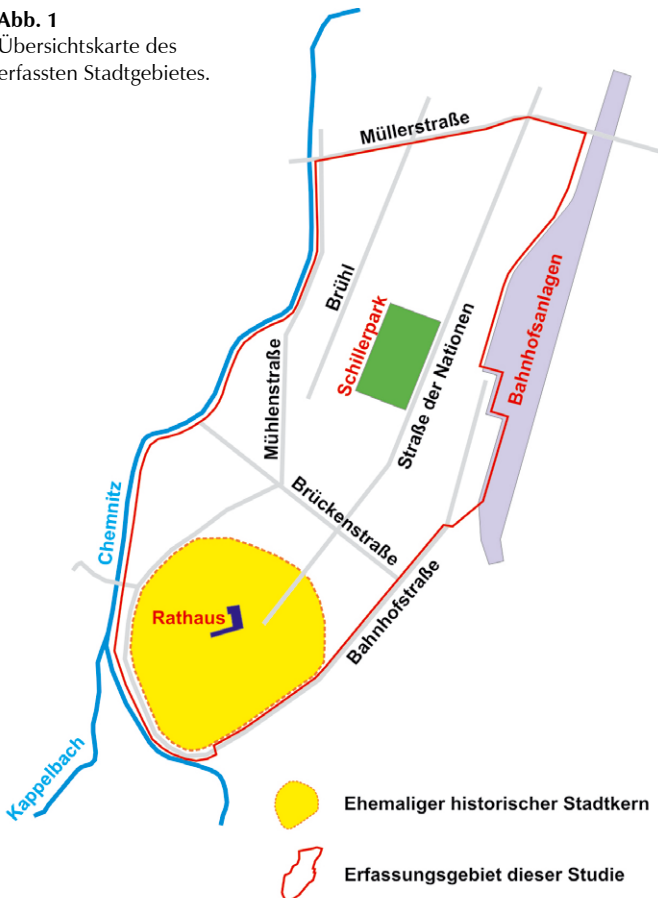 Abb. 1
Übersichtskarte des
erfassten Stadtgebietes.
Müllerstraße
Brühl
Schillerpark
Straße der Nationen
Bahnhofsanlagen
Mühlenstraße
Brückenstraße
Chemnitz
Rathaus
Bahnhofstraße
Kappelbach
Ehemaliger historischer Stadtkern
Erfassungsgebiet dieser Studie